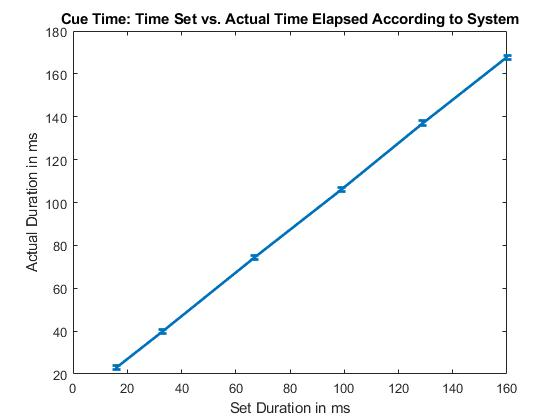 Cue Time: Time Set vs. Actual Time Elapsed According to System
180
160
140
120
100
80
60
40
20
Actual Duration in ms
0 20 40 60 80 100 120 140 160
Set Duration in ms